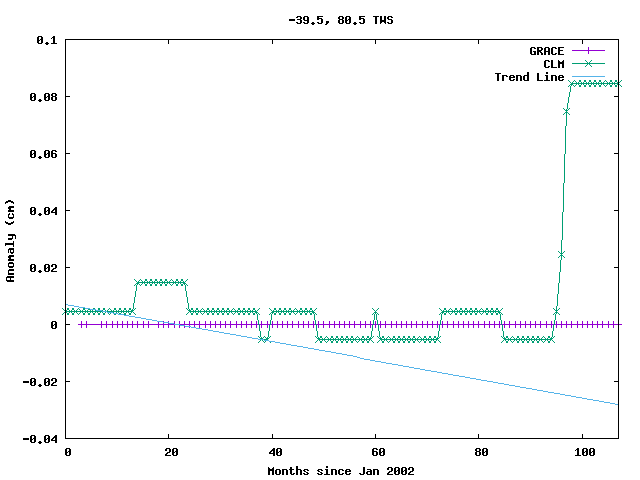 -39.5, 80.5 TWS
GRACE
CLM
Trend Line
0.1
0.08
0.06
0.04
0.02
0
-0.02
-0.04
Anomaly (cm)
0 20 40 60 80 100
Months since Jan 2002